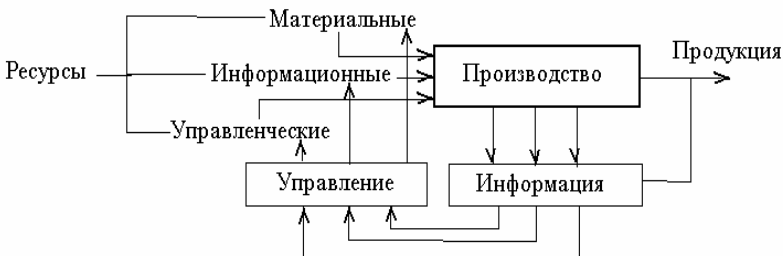 Материальные
Продукция
Ресурсы
Информационные
Производство
Управленческие
Управление
Информация